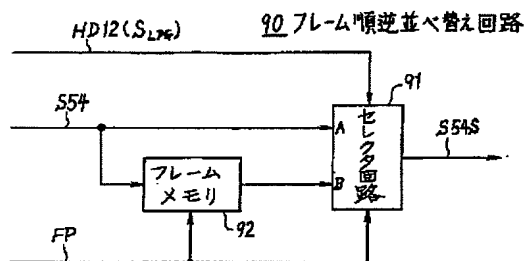 HD12(SLPG)
90 フレーム順逆並べ替え回路
91
S54
A
セレクタ回路
S54S
フレーム
メモリ
B
92
FP